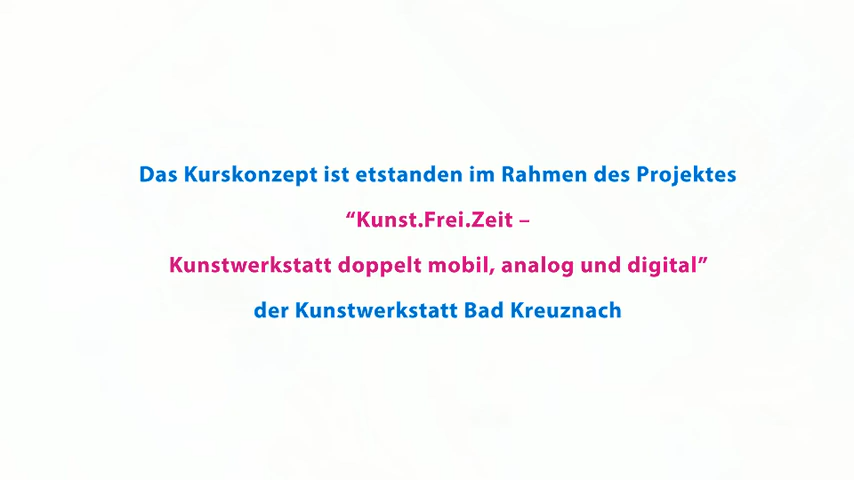 Das Kurskonzept ist etstanden im Rahmen des Projektes
“Kunst.Frei.Zeit –
Kunstwerkstatt doppelt mobil, analog und digital”
der Kunstwerkstatt Bad Kreuznach